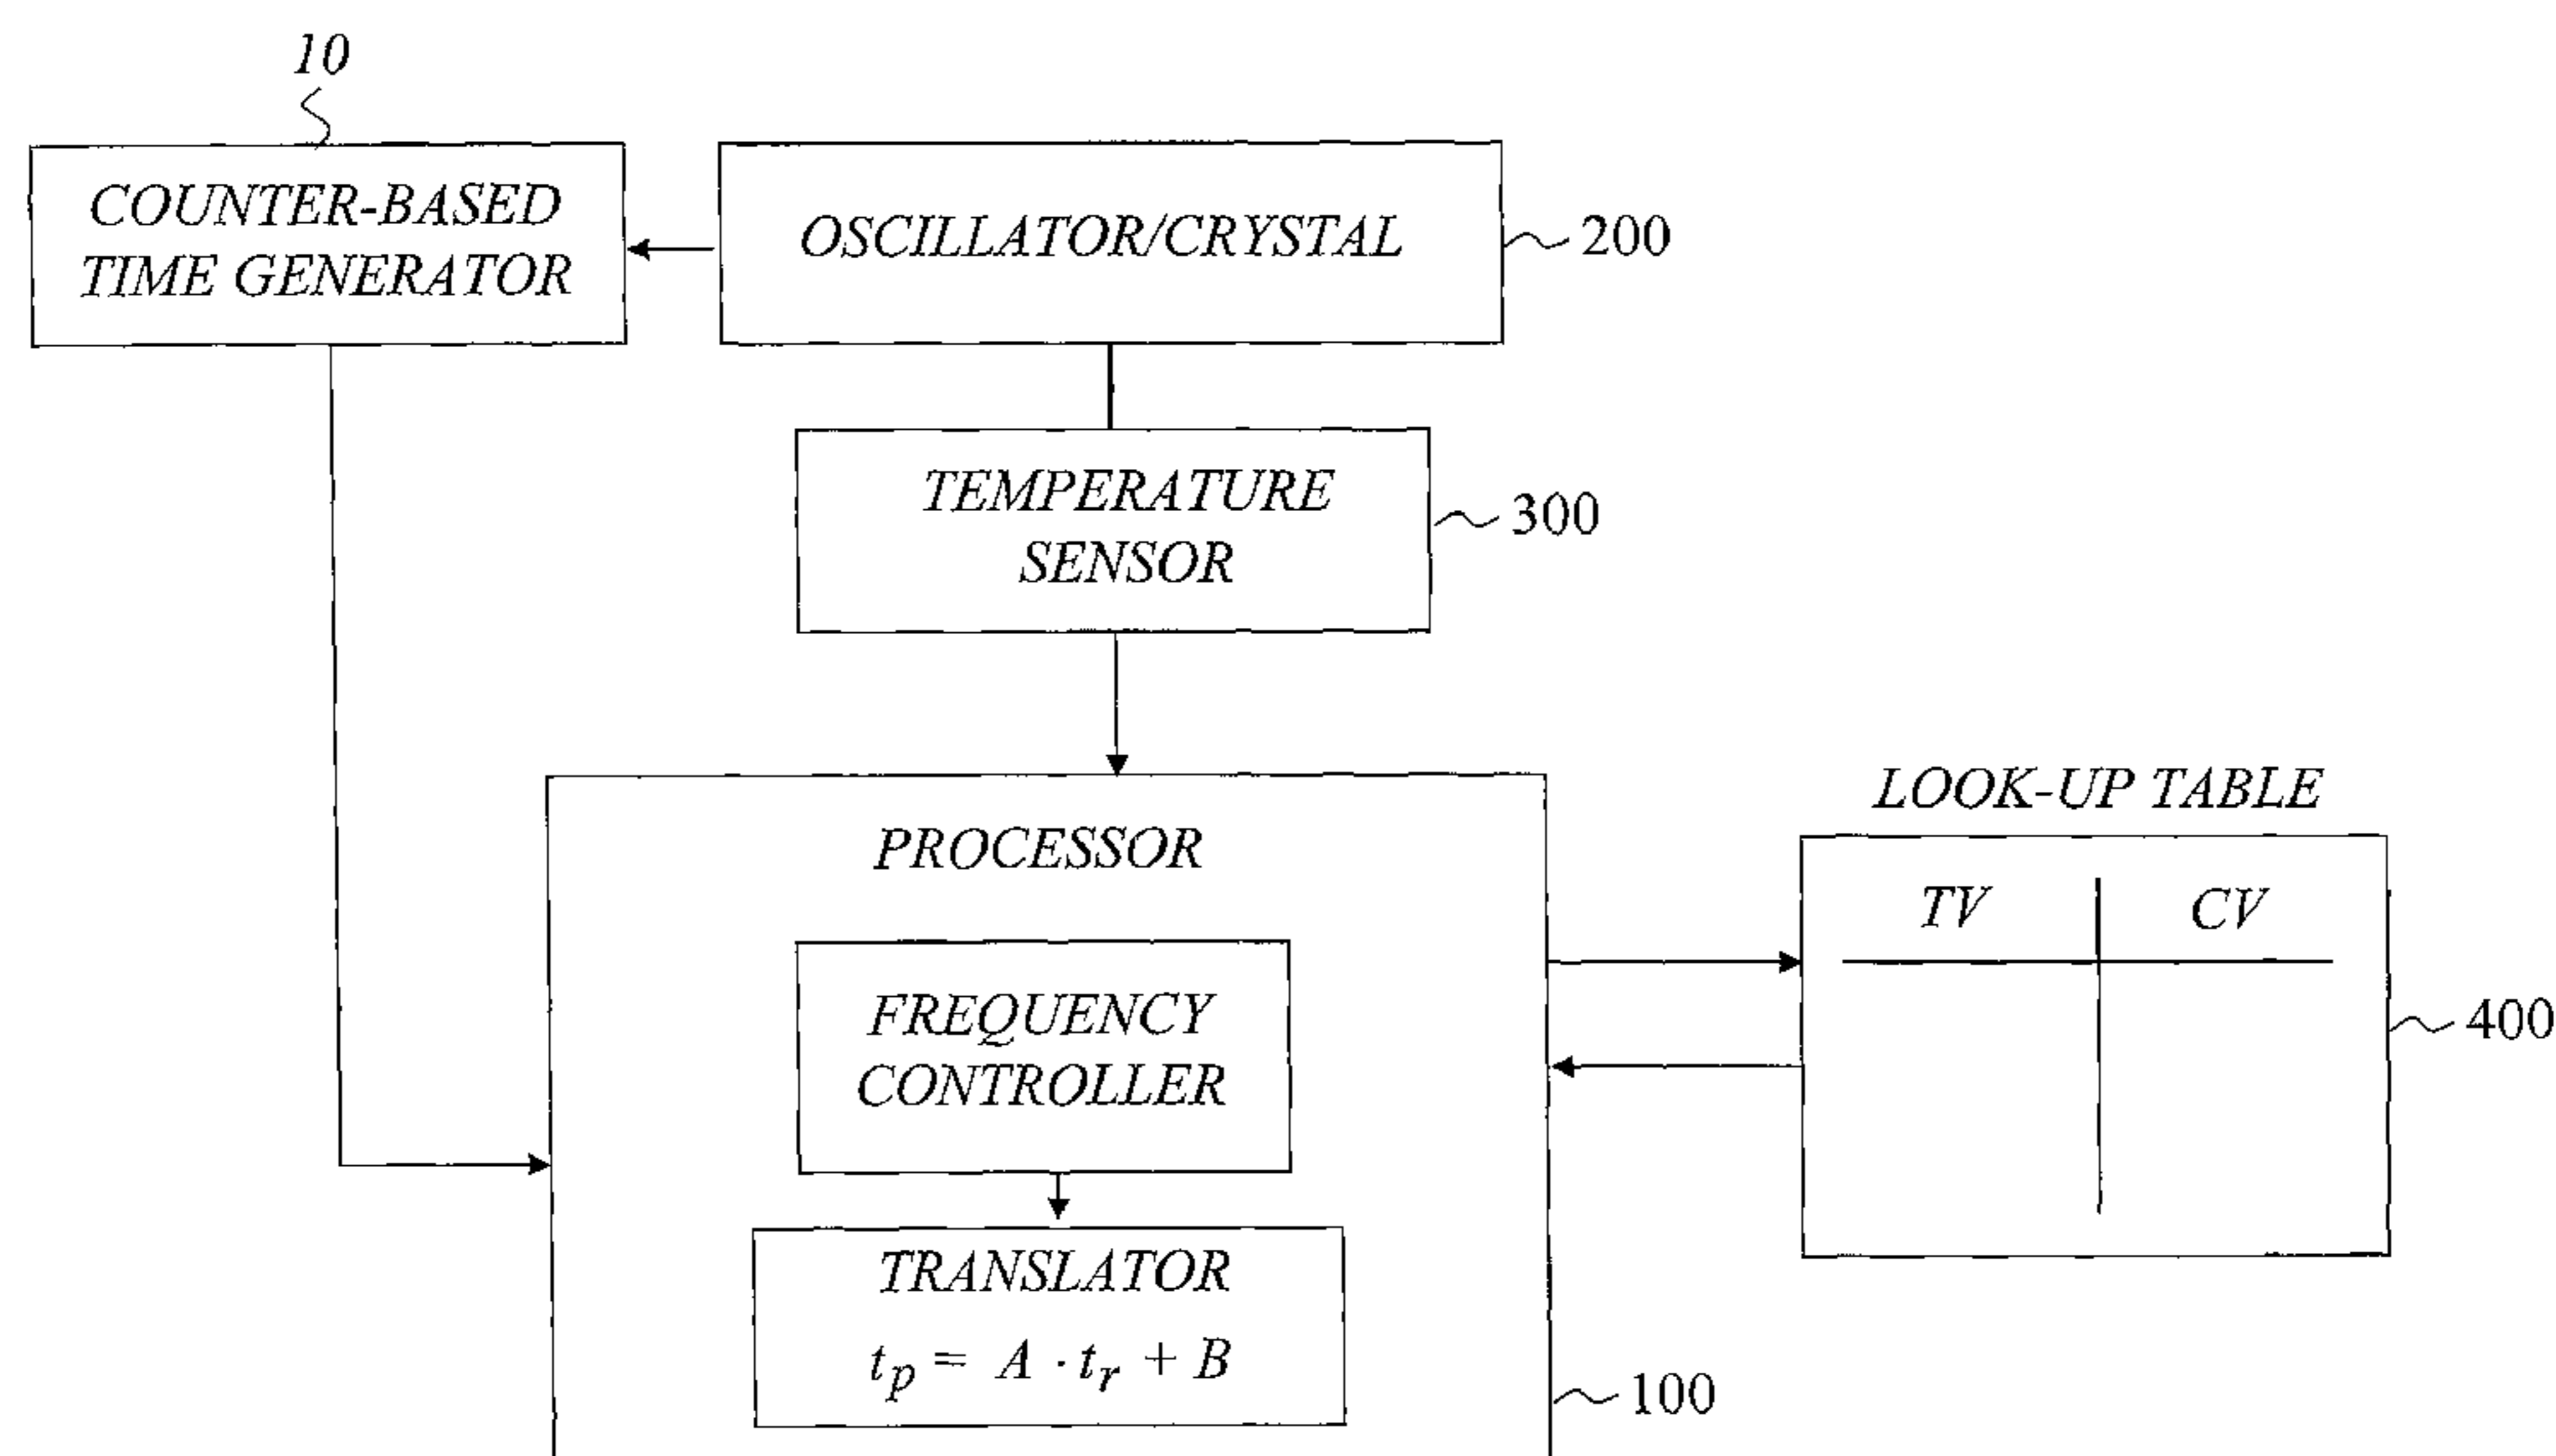 10
COUNTER-BASED
TIME GENERATOR
OSCILLATOR/CRYSTAL
200
TEMPERATURE
SENSOR
300
PROCESSOR
FREQUENCY
CONTROLLER
TRANSLATOR
t_p = A · t_r + B
100
LOOK-UP TABLE
TV CV
400